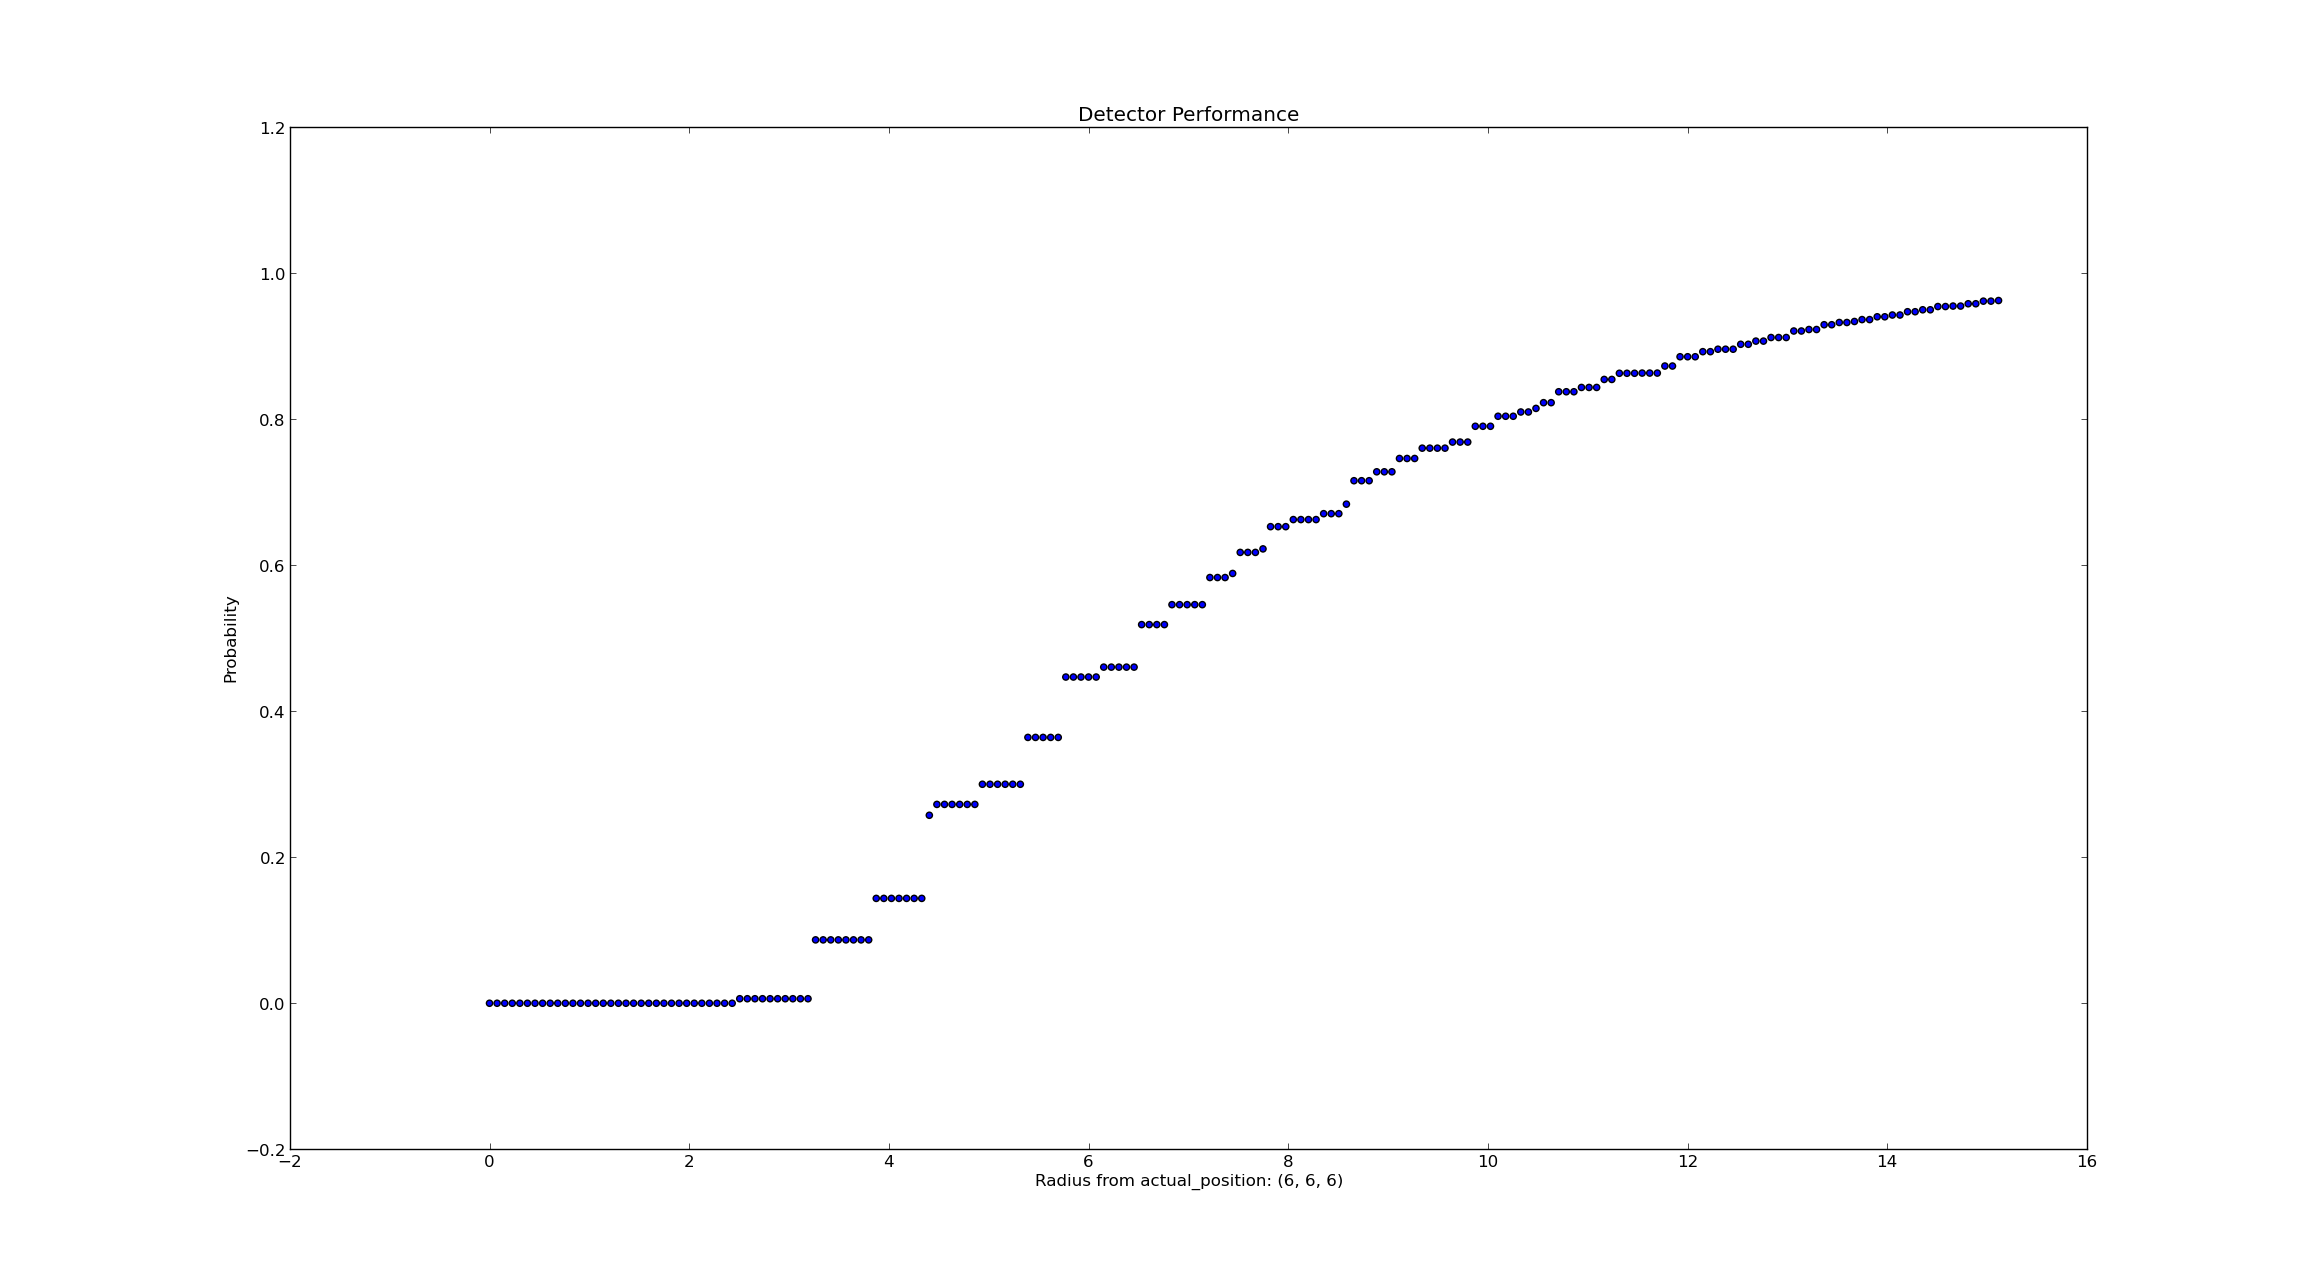 Detector Performance
1.2
1.0
0.8
0.6
0.4
0.2
0.0
−0.2
Probability
−2 0 2 4 6 8 10 12 14 16
Radius from actual_position: (6, 6, 6)